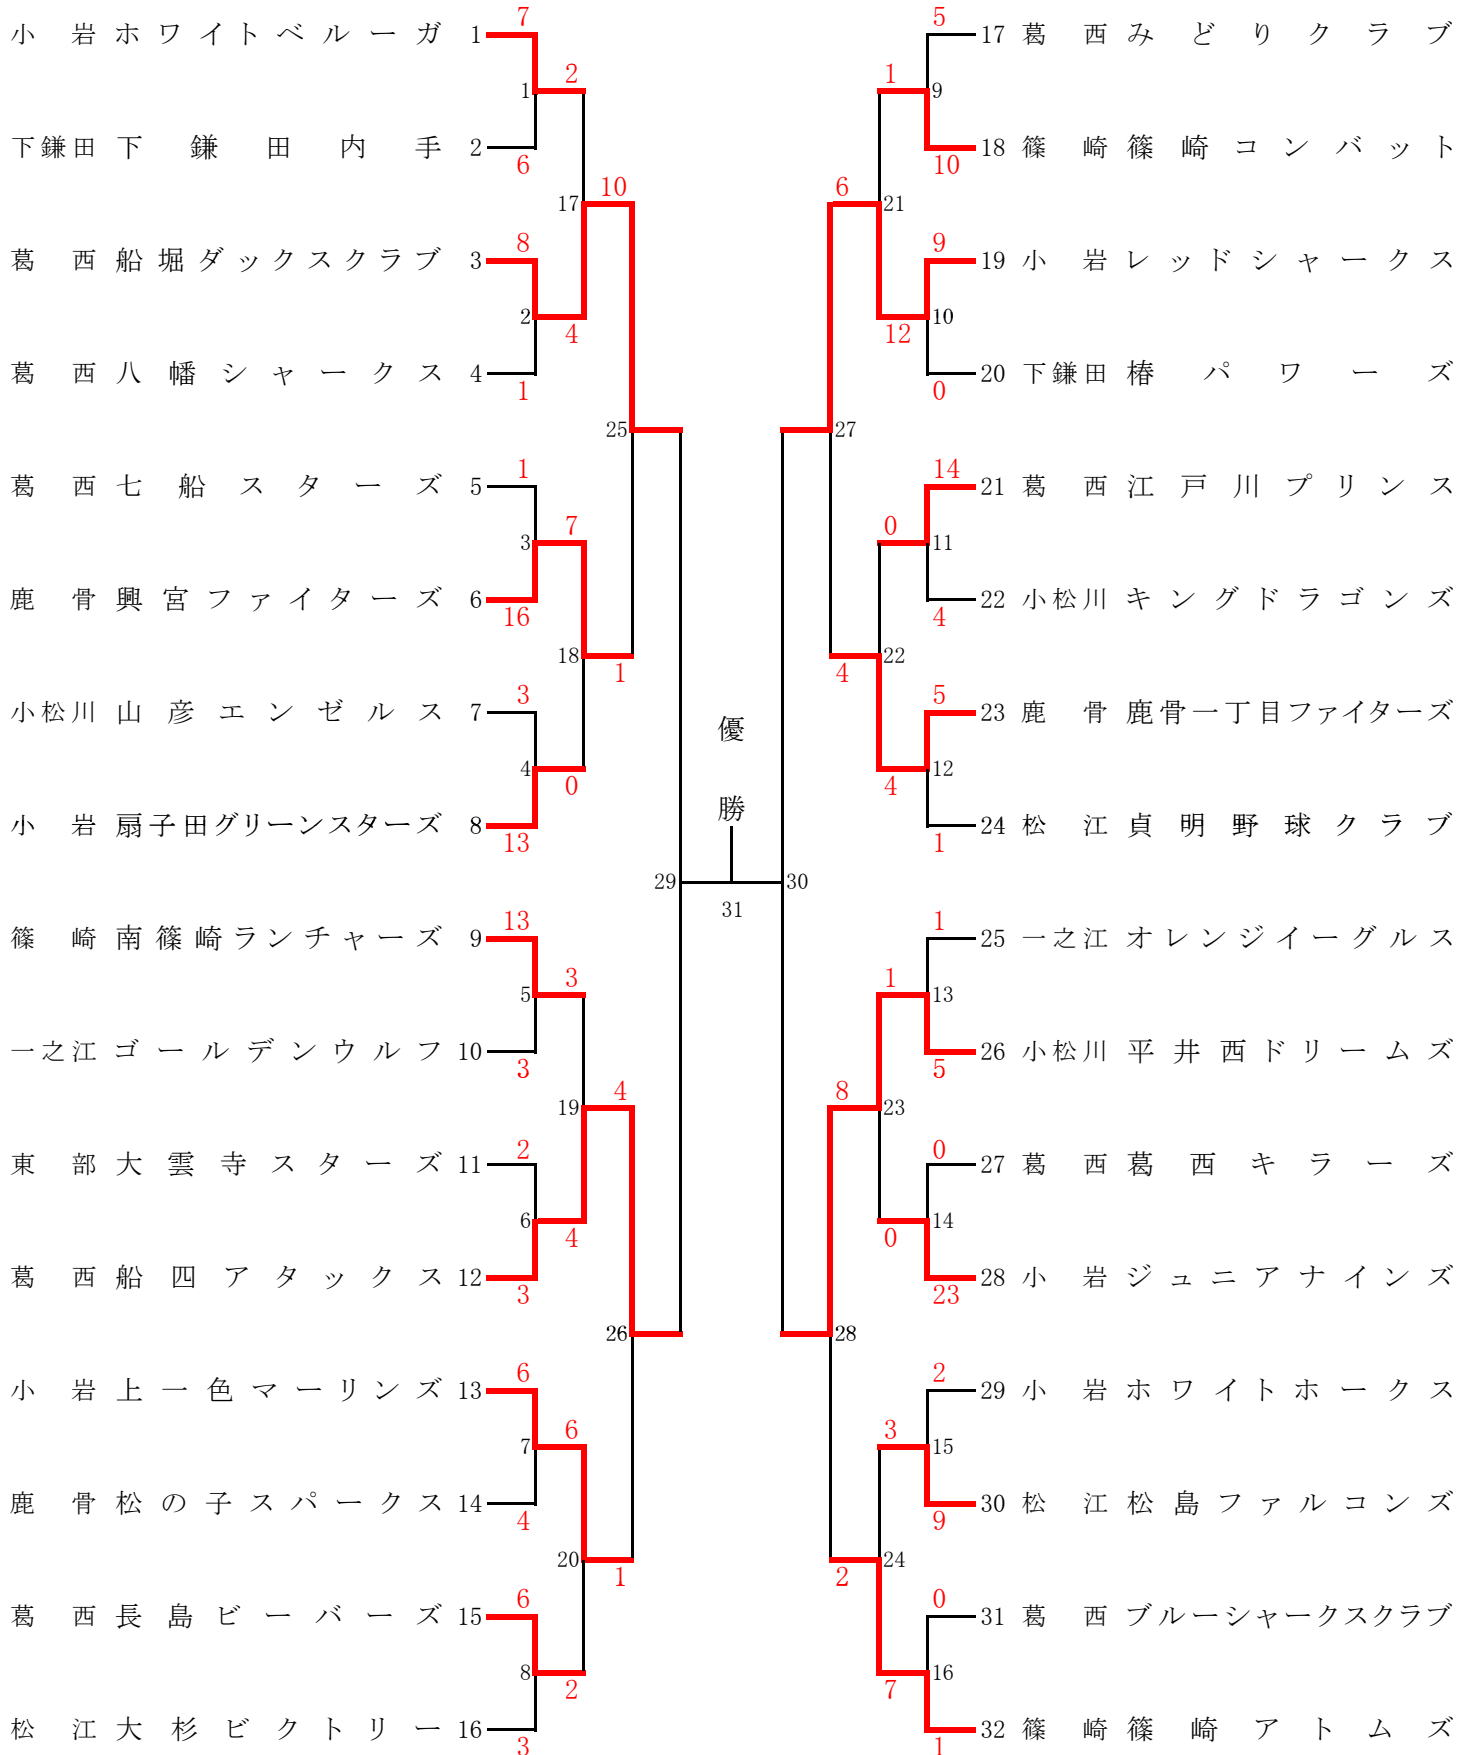 7 5
小 岩 ホワイトベルーガ 1 17 葛 西 みどりクラブ
2 1
1 9
下鎌田 下鎌田内手 2 18 篠 崎 篠崎コンバット
6 10
10 6
17 21
8 9
葛 西 船堀ダックスクラブ 3 19 小 岩 レッドシャークス
2 10
4 12
葛 西 八幡シャークス 4 20 下鎌田 椿パワーズ
1 0
25 27
1 14
葛 西 七船スターズ 5 21 葛 西 江戸川プリンス
7 0
3 11
鹿 骨 興宮ファイターズ 6 22 小松川 キングドラゴンズ
16 4
18 22
1 4
3 5
小松川 山彦エンゼルス 7 23 鹿 骨 鹿骨一丁目ファイターズ
優
4 12
0 4
勝
小 岩 扇子田グリーンスターズ 8 24 松 江 貞明野球クラブ
13 1
29 30
31
13 1
篠 崎 南篠崎ランチャーズ 9 25 一之江 オレンジイーグルス
3 1
5 13
一之江 ゴールデンウルフ 10 26 小松川 平井西ドリームズ
3 5
4 8
19 23
2 0
東 部 大雲寺スターズ 11 27 葛 西 葛西キラーズ
6 14
4 0
葛 西 船四アタックス 12 28 小 岩 ジュニアナインズ
3 23
26 28
6 2
小 岩 上一色マーリンズ 13 29 小 岩 ホワイトホークス
6 3
7 15
鹿 骨 松の子スパークス 14 30 松 江 松島ファルコンズ
4 9
20 24
1 2
6 0
葛 西 長島ビーバーズ 15 31 葛 西 ブルーシャークスクラブ
8 16
2 7
松 江 大杉ビクトリー 16 32 篠 崎 篠崎アトムズ
3 1